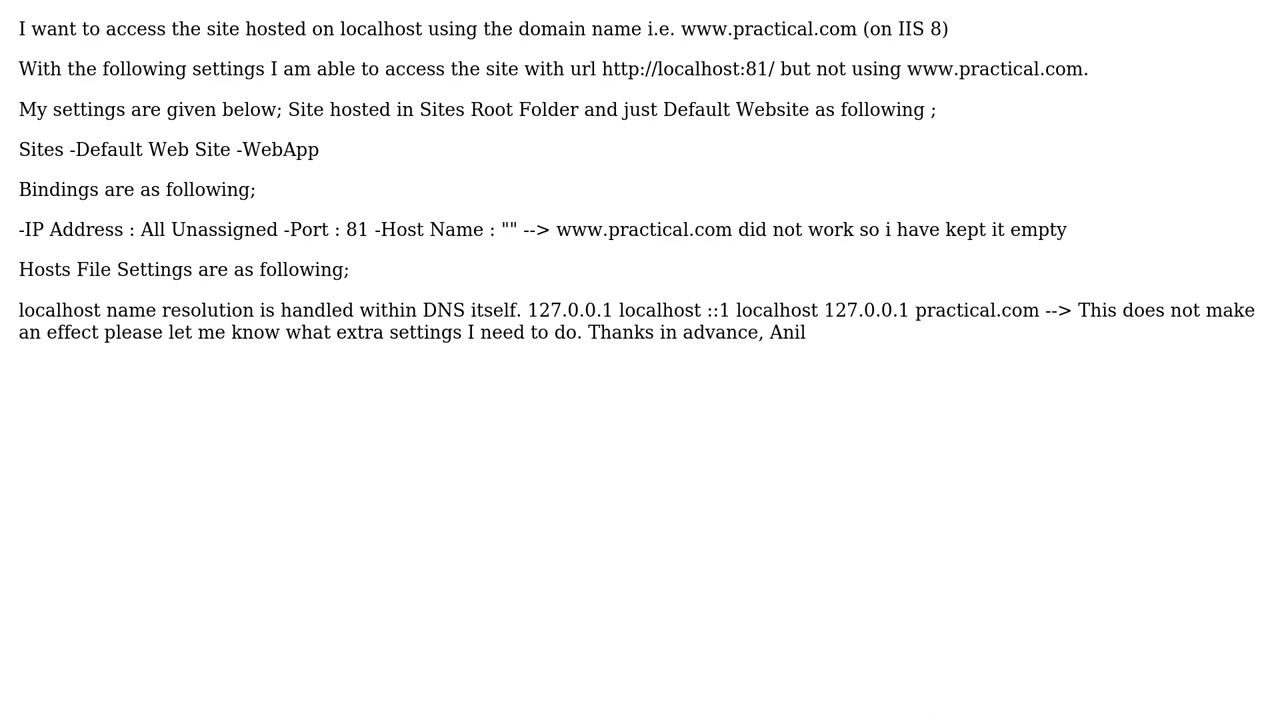 I want to access the site hosted on localhost using the domain name i.e. www.practical.com (on IIS 8)
With the following settings I am able to access the site with url http://localhost:81/ but not using www.practical.com.
My settings are given below; Site hosted in Sites Root Folder and just Default Website as following ;
Sites -Default Web Site -WebApp
Bindings are as following;
-IP Address : All Unassigned -Port : 81 -Host Name : "" --> www.practical.com did not work so i have kept it empty
Hosts File Settings are as following;
localhost name resolution is handled within DNS itself. 127.0.0.1 localhost ::1 localhost 127.0.0.1 practical.com --> This does not make
an effect please let me know what extra settings I need to do. Thanks in advance, Anil